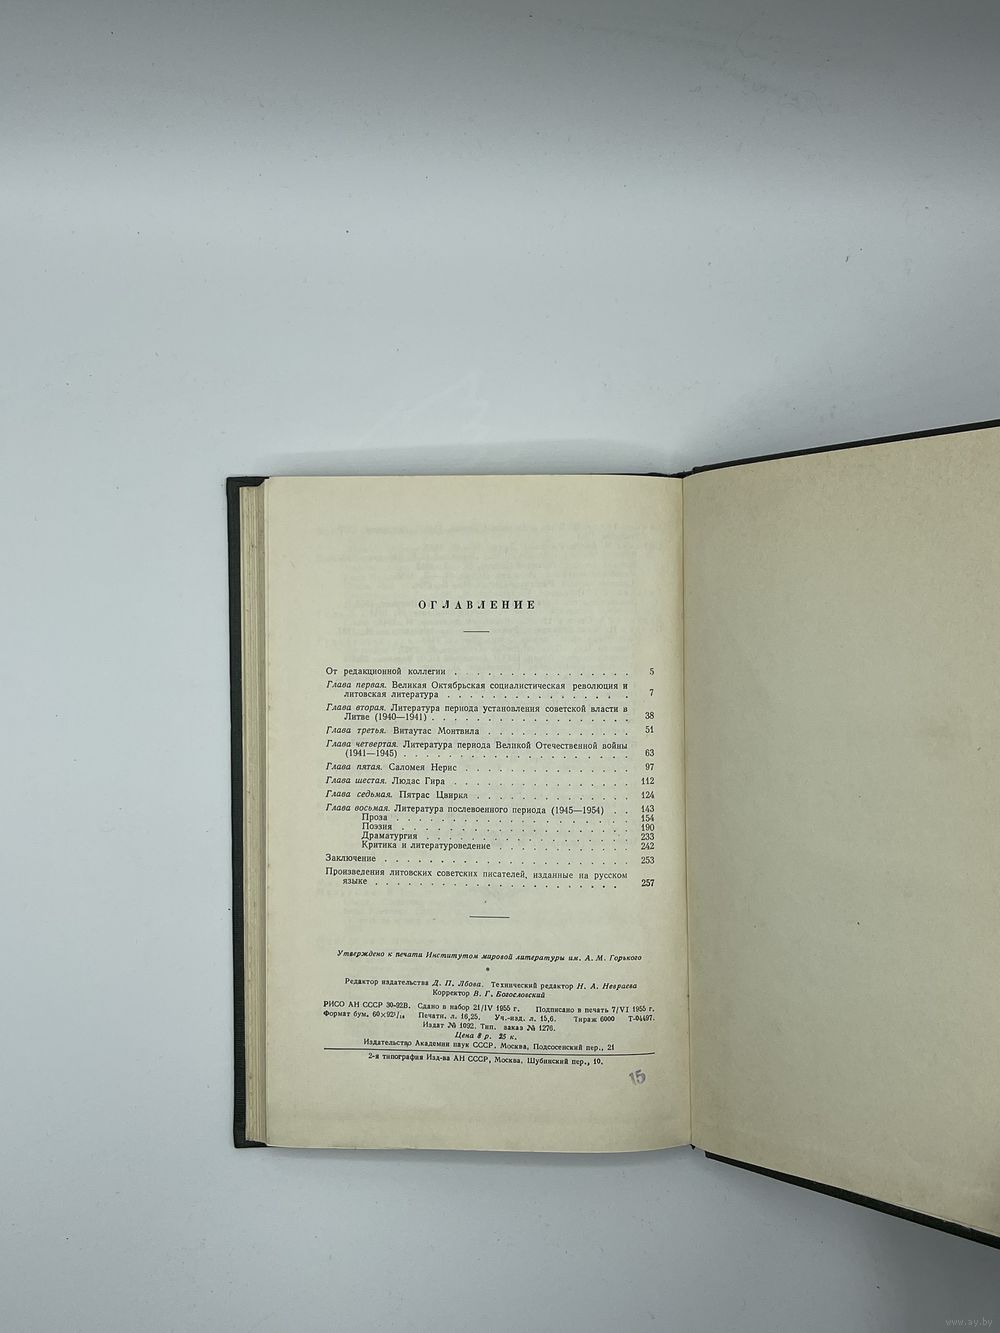 ОГЛАВЛЕНИЕ
От редакционной коллегии . . . . . . . . . . . . . . . 5
Глава первая. Великая Октябрьская социалистическая революция и
литовская литература . . . . . . . . . . . . . . . 7
Глава вторая. Литература периода установления советской власти в
Литве (1940—1941) . . . . . . . . . . . . . . . . 38
Глава третья. Витаутас Монтвила . . . . . . . . . . . . 51
Глава четвертая. Литература периода Великой Отечественной войны
(1941—1945) . . . . . . . . . . . . . . . . . . 63
Глава пятая. Саломея Нерис . . . . . . . . . . . . . . 97
Глава шестая. Людас Гира . . . . . . . . . . . . . . . 112
Глава седьмая. Пятрас Цвирка . . . . . . . . . . . . . 124
Глава восьмая. Литература послевоенного периода (1945—1954) . . 143
Проза . . . . . . . . . . . . . . . . . . 154
Поэзия . . . . . . . . . . . . . . . . . . 190
Драматургия . . . . . . . . . . . . . . . . 233
Критика и литературоведение . . . . . . . . . . 242
Заключение . . . . . . . . . . . . . . . . . . . . 253
Произведения литовских советских писателей, изданные на русском
языке . . . . . . . . . . . . . . . . . . . . 257
Утверждено к печати Институтом мировой литературы им. А. М. Горького
*
Редактор издательства Д. П. Лбова. Технический редактор Н. А. Невраева
Корректор В. Г. Богословский
РИСО АН СССР 30-92В. Сдано в набор 21/IV 1955 г. Подписано в печать 7/VI 1955 г.
Формат бум. 60×92¹/₁₆ Печатн. л. 16,25. Уч.-изд. л. 15,6. Тираж 6000 Т-04497.
Издат № 1092. Тип. заказ № 1276.
Цена 8 р. 25 к.
Издательство Академии наук СССР. Москва, Подсосенский пер., 21
2-я типография Изд-ва АН СССР, Москва. Шубинский пер., 10.
15
www.ay.by